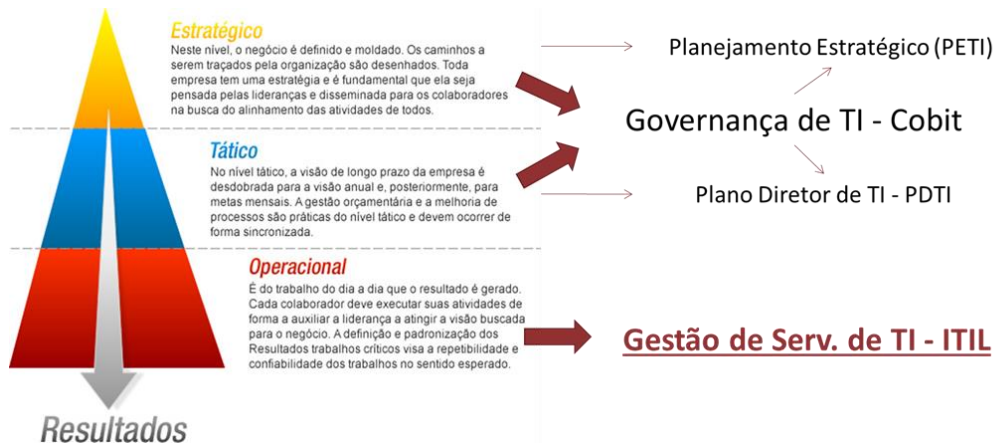 Estratégico
Neste nível, o negócio é definido e moldado. Os caminhos a
serem traçados pela organização são desenhados. Toda
empresa tem uma estratégia e é fundamental que ela seja
pensada pelas lideranças e disseminada para os colaboradores
na busca do alinhamento das atividades de todos.
Planejamento Estratégico (PETI)
Governança de TI - Cobit
Tático
No nível tático, a visão de longo prazo da empresa é
desdobrada para a visão anual e, posteriormente, para
metas mensais. A gestão orçamentária e a melhoria de
processos são práticas do nível tático e devem ocorrer de
forma sincronizada.
Plano Diretor de TI - PDTI
Operacional
É do trabalho do dia a dia que o resultado é gerado.
Cada colaborador deve executar suas atividades de
forma a auxiliar a liderança a atingir a visão buscada
para o negócio. A definição e padronização dos
Resultados trabalhos críticos visa a repetibilidade e
confiabilidade dos trabalhos no sentido esperado.
Gestão de Serv. de TI - ITIL
Resultados